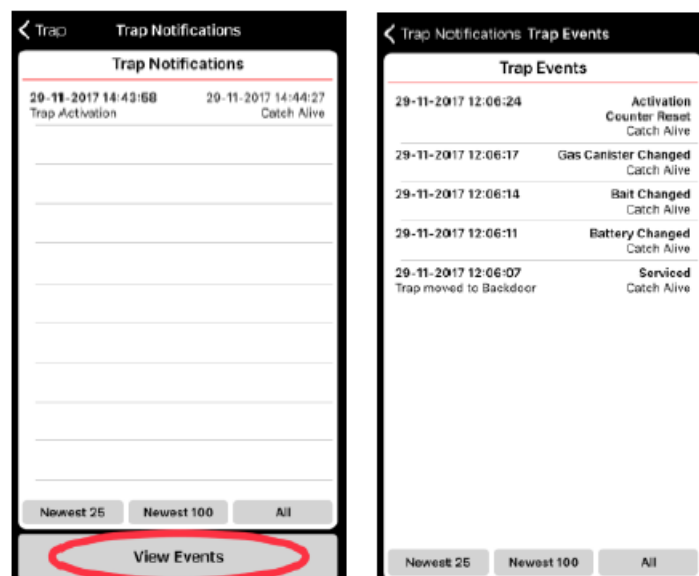 Trap Trap Notifications
Trap Notifications
29-11-2017 14:43:58 29-11-2017 14:44:27
Trap Activation Catch Alive
Newest 25 Newest 100 All
View Events
Trap Notifications Trap Events
Trap Events
29-11-2017 12:06:24 Activation
Counter Reset
Catch Alive
29-11-2017 12:06:17 Gas Canister Changed
Catch Alive
29-11-2017 12:06:14 Bait Changed
Catch Alive
29-11-2017 12:06:11 Battery Changed
Catch Alive
29-11-2017 12:06:07 Serviced
Trap moved to Backdoor Catch Alive
Newest 25 Newest 100 All